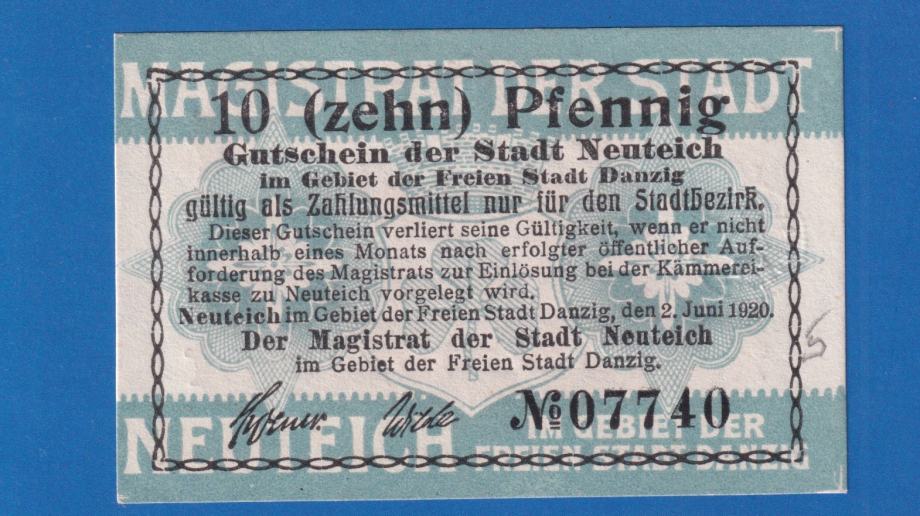 MAGISTRAT DER STADT
10 (zehn) Pfennig
Gutschein der Stadt Neuteich
im Gebiet der Freien Stadt Danzig
gültig als Zahlungsmittel nur für den Stadtbezirk.
Dieser Gutschein verliert seine Gültigkeit, wenn er nicht
innerhalb eines Monats nach erfolgter öffentlicher Auf-
forderung des Magistrats zur Einlösung bei der Kämmerei-
kasse zu Neuteich vorgelegt wird.
Neuteich im Gebiet der Freien Stadt Danzig, den 2. Juni 1920.
Der Magistrat der Stadt Neuteich
im Gebiet der Freien Stadt Danzig.
5
№ 07740
NEUTEICH IM GEBIET DER
FREIEN STADT DANZIG